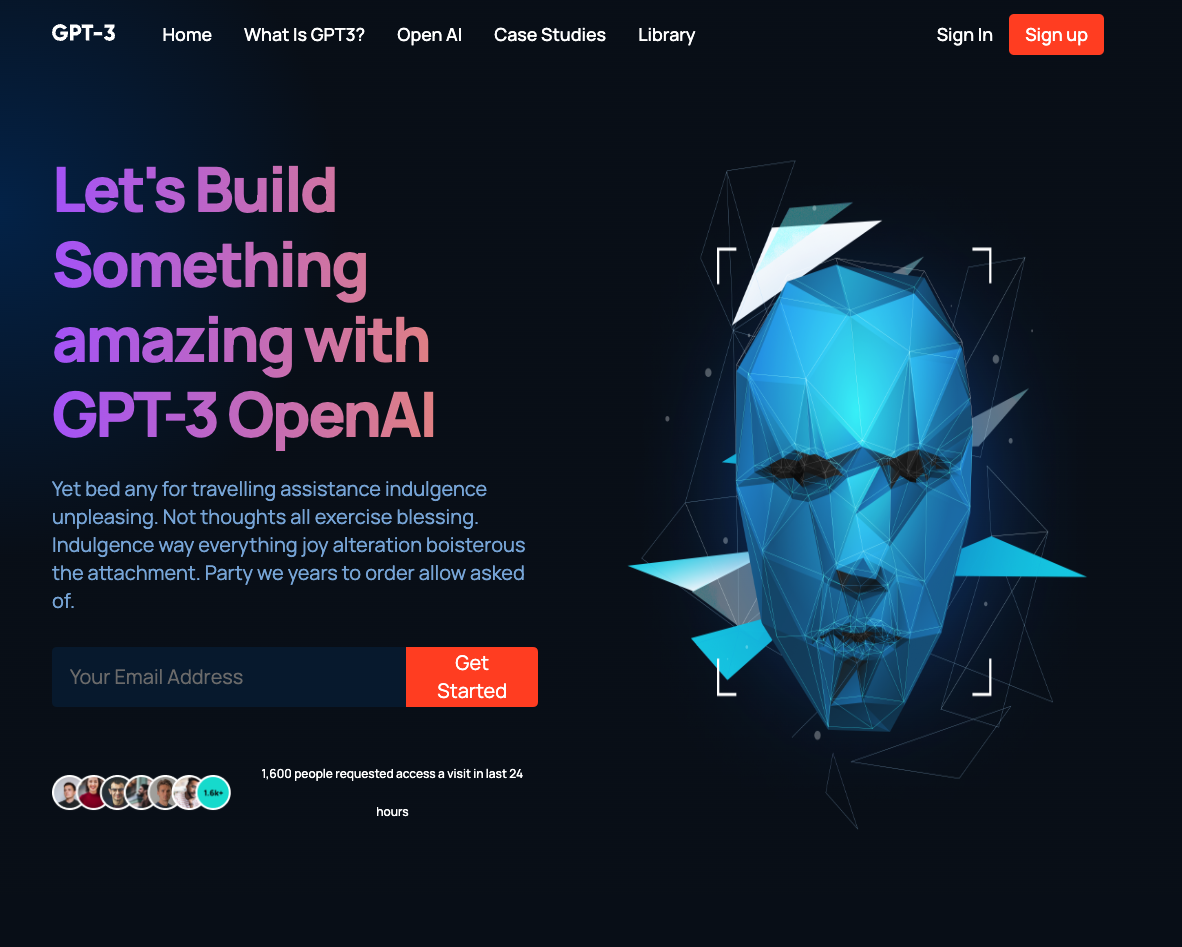 GPT-3 Home What Is GPT3? Open AI Case Studies Library Sign In Sign up
Let's Build
Something
amazing with
GPT-3 OpenAI
Yet bed any for travelling assistance indulgence
unpleasing. Not thoughts all exercise blessing.
Indulgence way everything joy alteration boisterous
the attachment. Party we years to order allow asked
of.
Your Email Address
Get
Started
1.6k+
1,600 people requested access a visit in last 24
hours